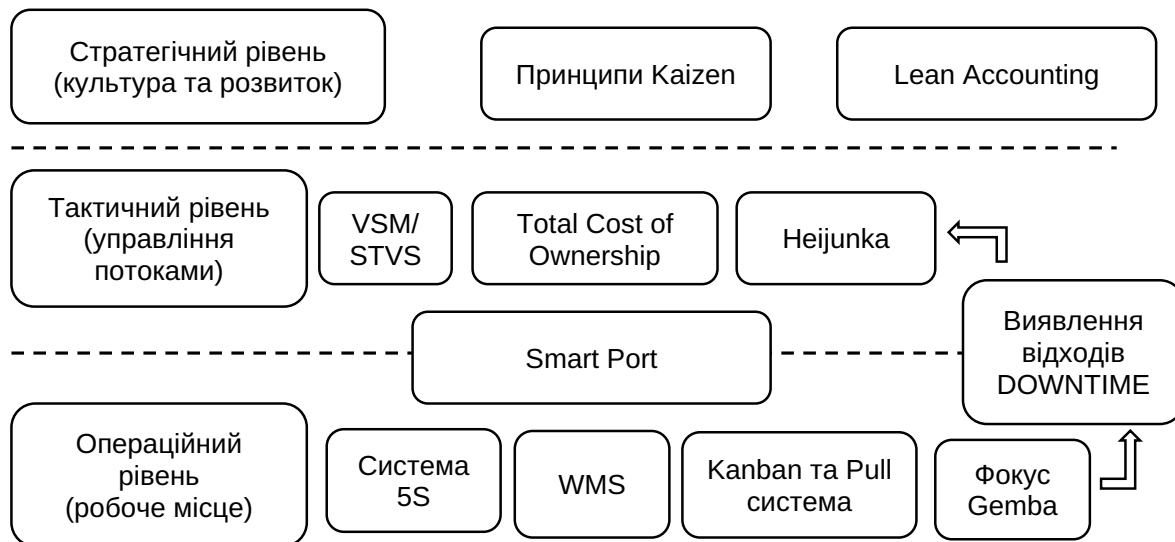 Стратегічний рівень
(культура та розвиток)
Принципи Kaizen
Lean Accounting
Тактичний рівень
(управління
потоками)
VSM/
STVS
Total Cost of
Ownership
Heijunka
Виявлення
відходів
DOWNTIME
Smart Port
Операційний
рівень
(робоче місце)
Система
5S
WMS
Kanban та Pull
система
Фокус
Gemba